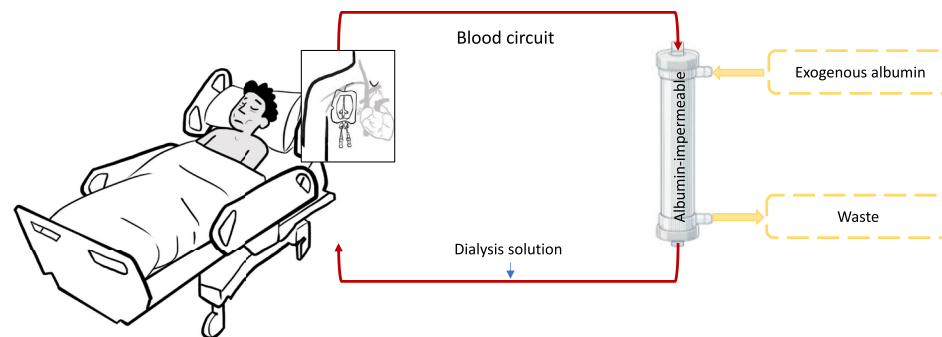 Blood circuit
Albumin-impermeable
Exogenous albumin
Waste
Dialysis solution